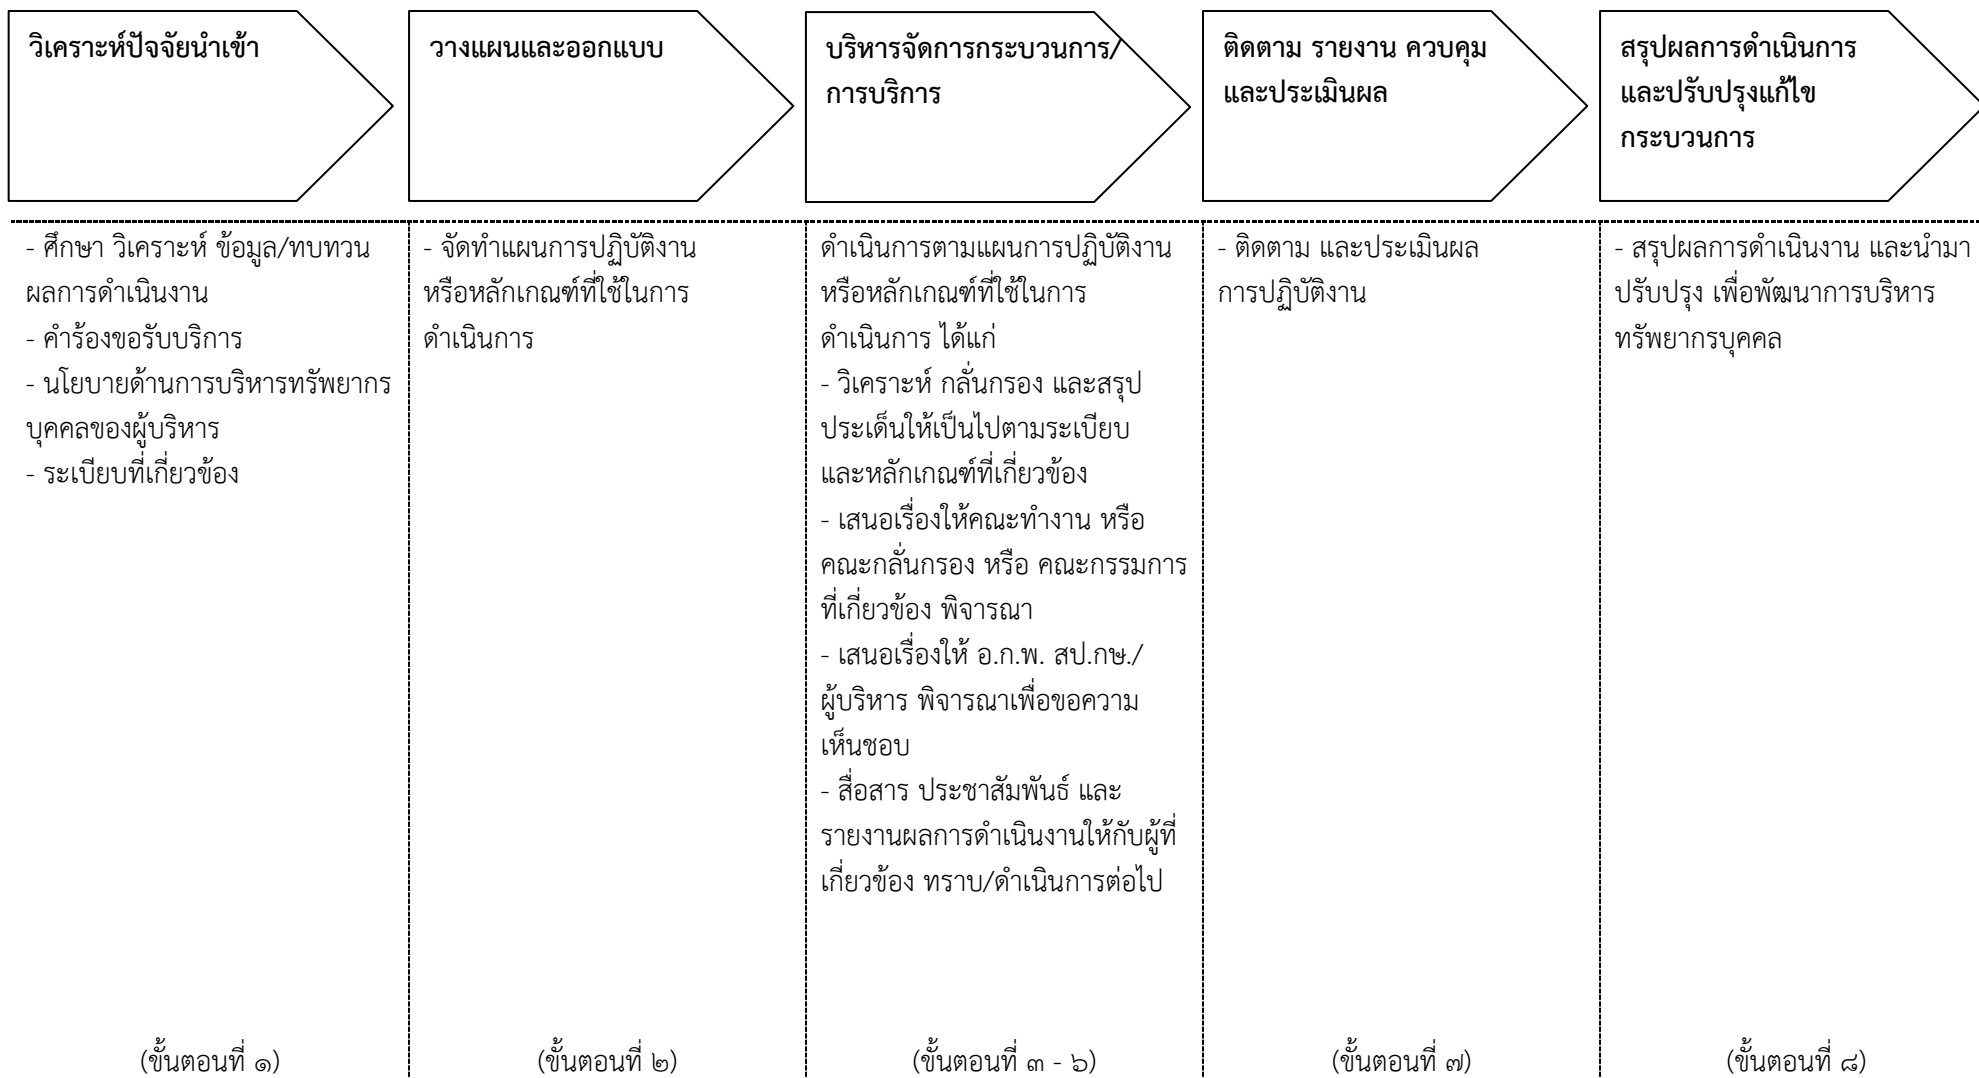 วิเคราะห์ปัจจัยนำเข้า
วางแผนและออกแบบ
บริหารจัดการกระบวนการ/
การบริการ
ติดตาม รายงาน ควบคุม
และประเมินผล
สรุปผลการดำเนินการ
และปรับปรุงแก้ไข
กระบวนการ
- ศึกษา วิเคราะห์ ข้อมูล/ทบทวน
ผลการดำเนินงาน
- คำร้องขอรับบริการ
- นโยบายด้านการบริหารทรัพยากร
บุคคลของผู้บริหาร
- ระเบียบที่เกี่ยวข้อง
(ขั้นตอนที่ ๑)
- จัดทำแผนการปฏิบัติงาน
หรือหลักเกณฑ์ที่ใช้ในการ
ดำเนินการ
(ขั้นตอนที่ ๒)
ดำเนินการตามแผนการปฏิบัติงาน
หรือหลักเกณฑ์ที่ใช้ในการ
ดำเนินการ ได้แก่
- วิเคราะห์ กลั่นกรอง และสรุป
ประเด็นให้เป็นไปตามระเบียบ
และหลักเกณฑ์ที่เกี่ยวข้อง
- เสนอเรื่องให้คณะทำงาน หรือ
คณะกลั่นกรอง หรือ คณะกรรมการ
ที่เกี่ยวข้อง พิจารณา
- เสนอเรื่องให้ อ.ก.พ. สป.กษ./
ผู้บริหาร พิจารณาเพื่อขอความ
เห็นชอบ
- สื่อสาร ประชาสัมพันธ์ และ
รายงานผลการดำเนินงานให้กับผู้ที่
เกี่ยวข้อง ทราบ/ดำเนินการต่อไป
(ขั้นตอนที่ ๓ - ๖)
- ติดตาม และประเมินผล
การปฏิบัติงาน
(ขั้นตอนที่ ๗)
- สรุปผลการดำเนินงาน และนำมา
ปรับปรุง เพื่อพัฒนาการบริหาร
ทรัพยากรบุคคล
(ขั้นตอนที่ ๘)